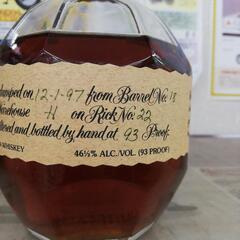 dumped on 12-1-97 from Barrel No. 18
Warehouse H on Rick No: 22
and bottled by hand at 93 Proof.
WHISKEY 46½% ALC./VOL. (93 PROOF)